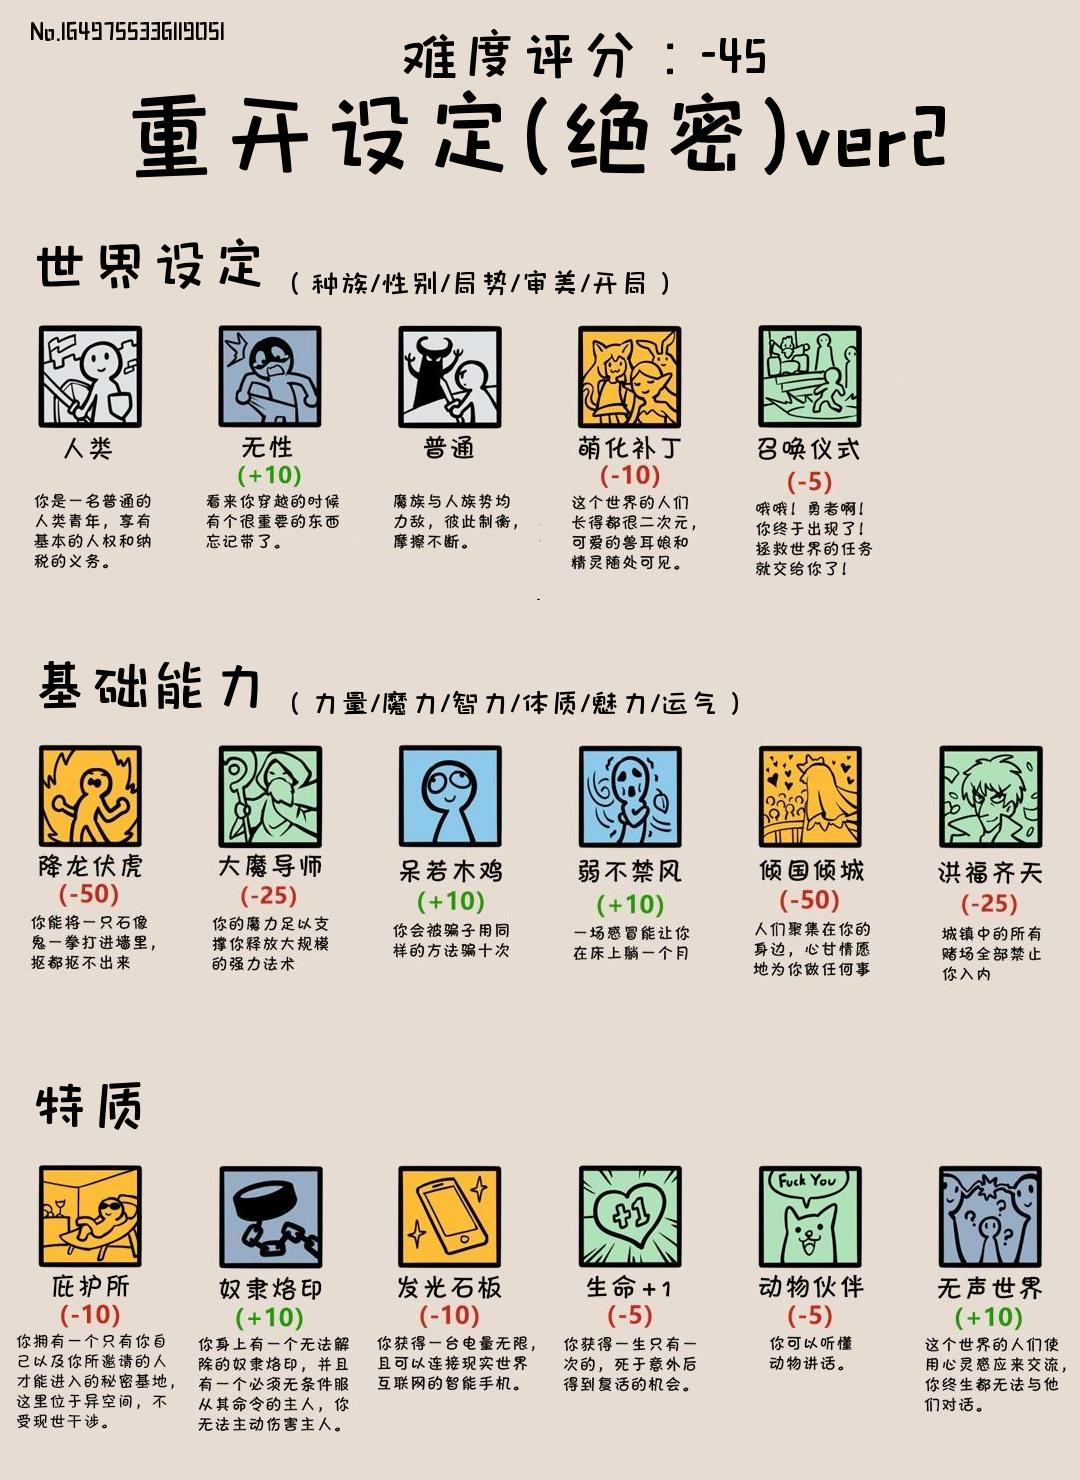 No.1649755336119051
难度评分：-45
重开设定(绝密)ver2
世界设定（种族/性别/局势/审美/开局）
人类
你是一名普通的
人类青年，享有
基本的人权和纳
税的义务。
无性
(+10)
看来你穿越的时候
有个很重要的东西
忘记带了。
普通
魔族与人族势均
力敌，彼此制衡，
摩擦不断。
萌化补丁
(-10)
这个世界的人们
长得都很二次元，
可爱的兽耳娘和
精灵随处可见。
召唤仪式
(-5)
哦哦！勇者啊！
你终于出现了！
拯救世界的任务
就交给你了！
基础能力（力量/魔力/智力/体质/魅力/运气）
降龙伏虎
(-50)
你能将一只石像
鬼一拳打进墙里，
抠都抠不出来
大魔导师
(-25)
你的魔力足以支
撑你释放大规模
的强力法术
呆若木鸡
(+10)
你会被骗子用同
样的方法骗十次
弱不禁风
(+10)
一场感冒能让你
在床上躺一个月
倾国倾城
(-50)
人们聚集在你的
身边，心甘情愿
地为你做任何事
洪福齐天
(-25)
城镇中的所有
赌场全部禁止
你入内
特质
庇护所
(-10)
你拥有一个只有你自
己以及你所邀请的人
才能进入的秘密基地，
这里位于异空间，不
受现世干涉。
奴隶烙印
(+10)
你身上有一个无法解
除的奴隶烙印，并且
有一个必须无条件服
从其命令的主人，你
无法主动伤害主人。
发光石板
(-10)
你获得一台电量无限，
且可以连接现实世界
互联网的智能手机。
+1
生命+1
(-5)
你获得一生只有一
次的，死于意外后
得到复活的机会。
Fuck You
动物伙伴
(-5)
你可以听懂
动物讲话。
无声世界
(+10)
这个世界的人们使
用心灵感应来交流，
你终生都无法与他
们对话。